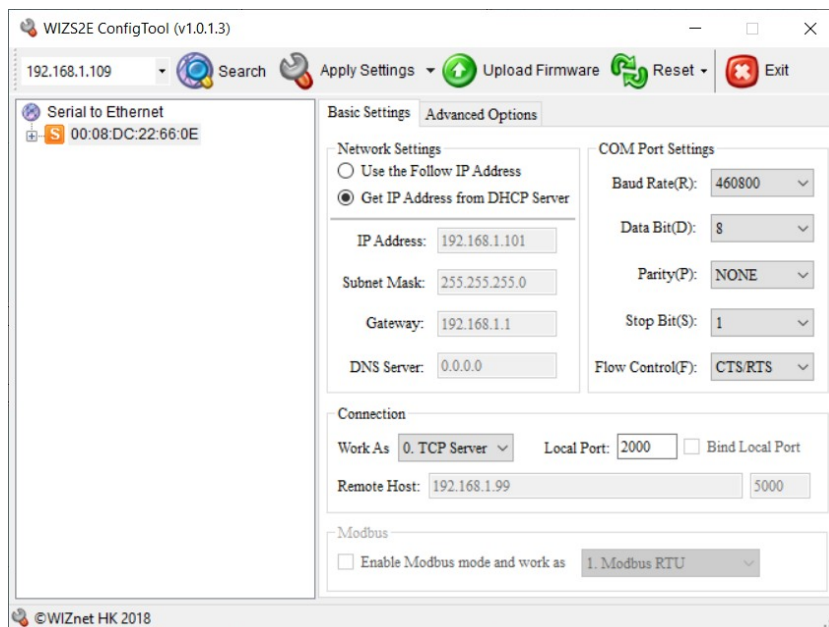 WIZS2E ConfigTool (v1.0.1.3)
192.168.1.109 Search Apply Settings Upload Firmware Reset Exit
Serial to Ethernet
S 00:08:DC:22:66:0E
Basic Settings Advanced Options
Network Settings
Use the Follow IP Address
Get IP Address from DHCP Server
IP Address: 192.168.1.101
Subnet Mask: 255.255.255.0
Gateway: 192.168.1.1
DNS Server: 0.0.0.0
COM Port Settings
Baud Rate(R): 460800
Data Bit(D): 8
Parity(P): NONE
Stop Bit(S): 1
Flow Control(F): CTS/RTS
Connection
Work As 0. TCP Server Local Port: 2000 Bind Local Port
Remote Host: 192.168.1.99 5000
Modbus
Enable Modbus mode and work as 1. Modbus RTU
©WIZnet HK 2018